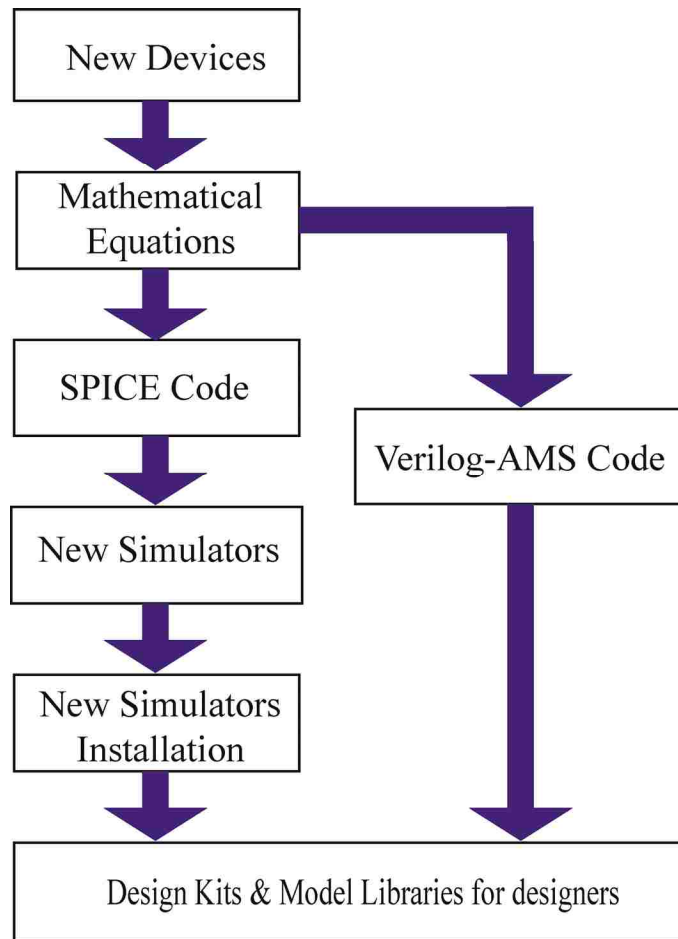 New Devices
Mathematical
Equations
SPICE Code
Verilog-AMS Code
New Simulators
New Simulators
Installation
Design Kits & Model Libraries for designers